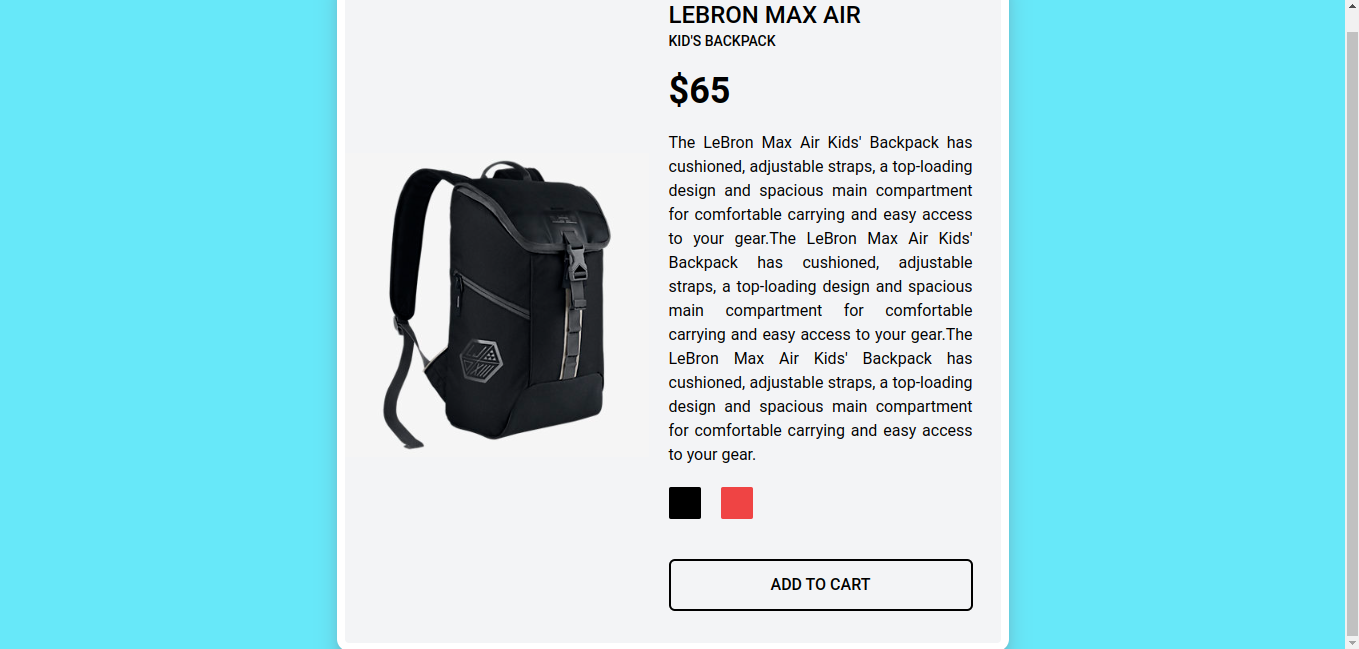 LEBRON MAX AIR
KID'S BACKPACK
$65
The LeBron Max Air Kids' Backpack has
cushioned, adjustable straps, a top-loading
design and spacious main compartment
for comfortable carrying and easy access
to your gear.The LeBron Max Air Kids'
Backpack has cushioned, adjustable
straps, a top-loading design and spacious
main compartment for comfortable
carrying and easy access to your gear.The
LeBron Max Air Kids' Backpack has
cushioned, adjustable straps, a top-loading
design and spacious main compartment
for comfortable carrying and easy access
to your gear.
ADD TO CART